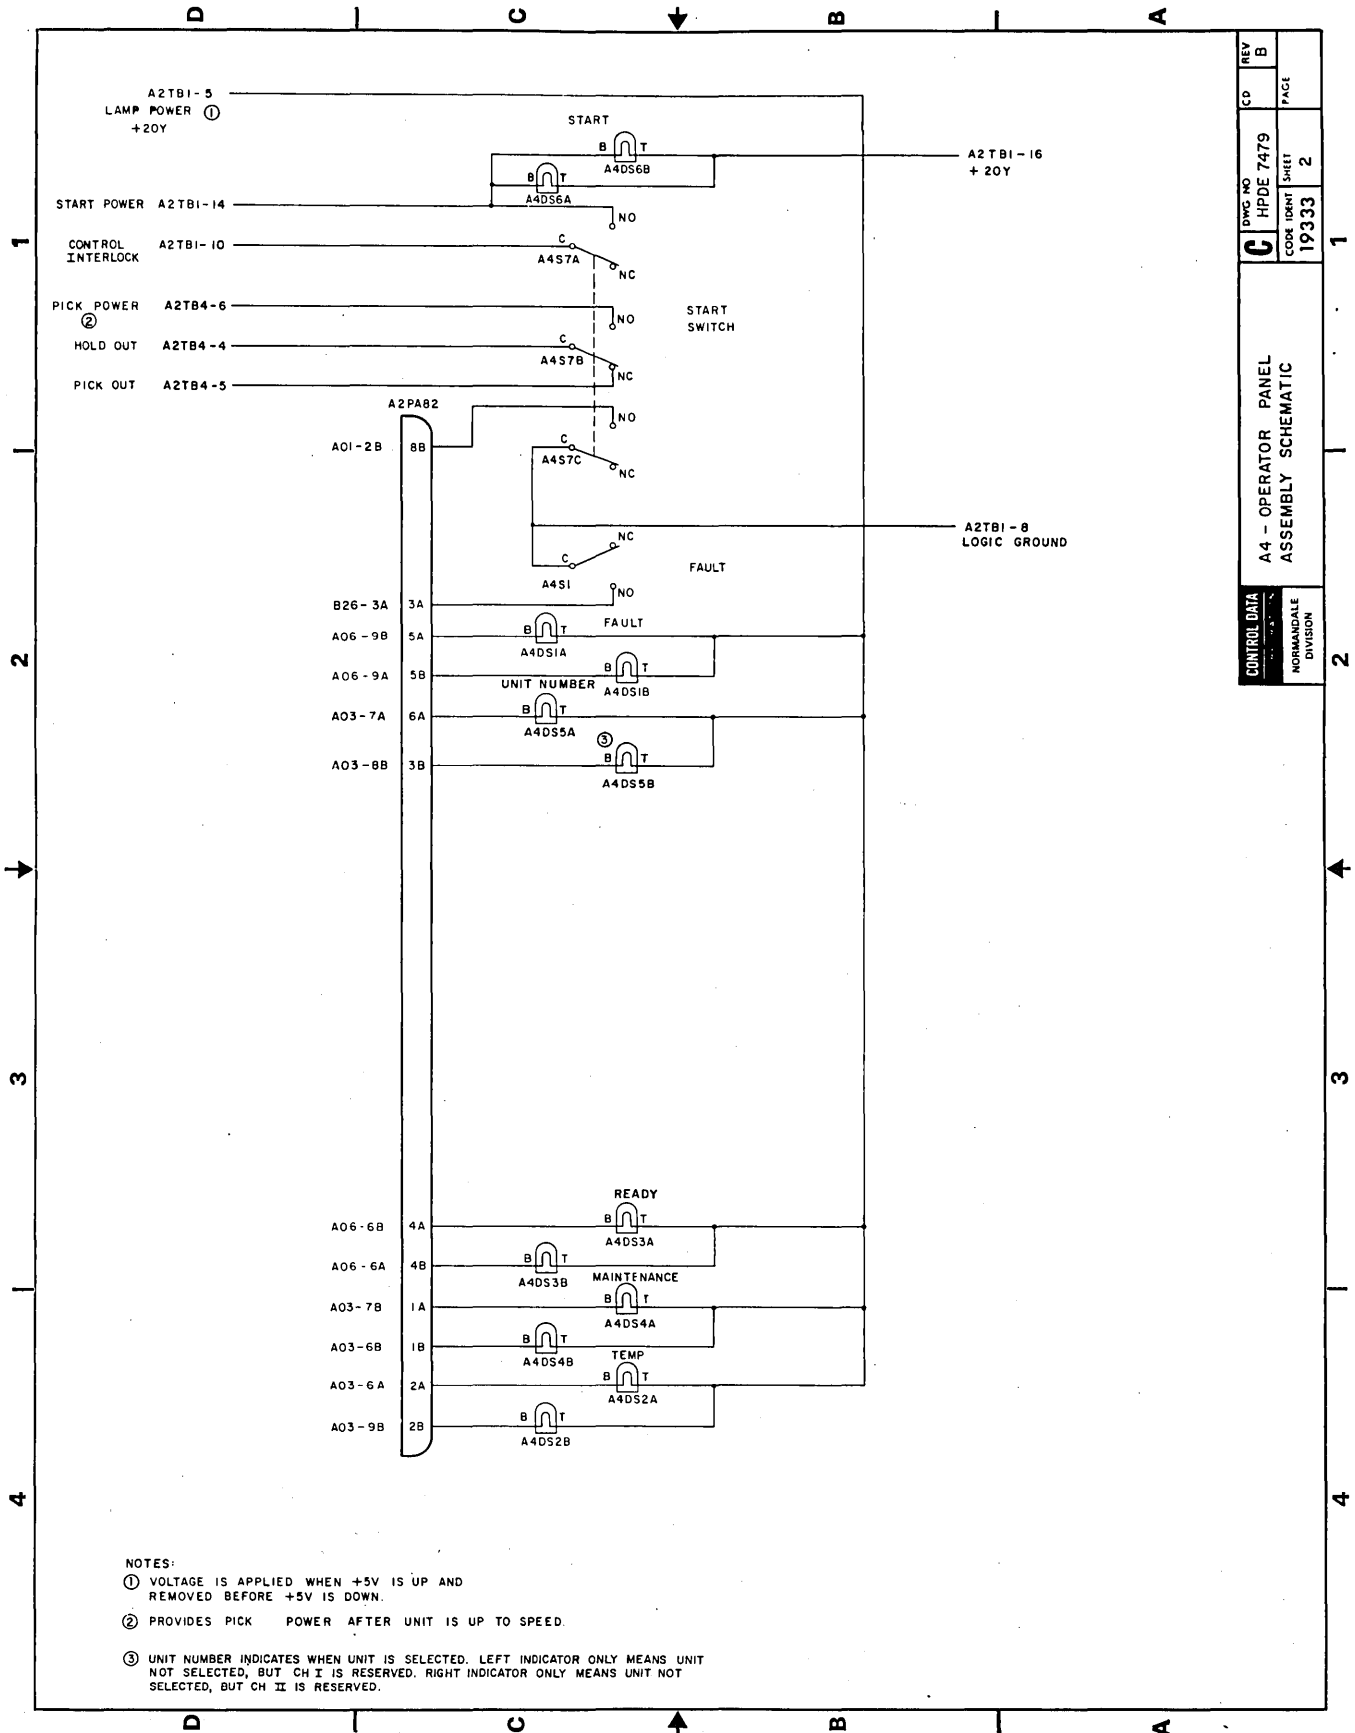 D
C
B
A
A2TB1-5
LAMP POWER ①
+20Y
START
B T
A4DS6B
B T
A4DS6A
A2TB1-16
+20Y
START POWER A2TB1-14
NO
CONTROL
INTERLOCK
A2TB1-10
C
A4S7A
NC
PICK POWER A2TB4-6
②
NO
START
SWITCH
HOLD OUT A2TB4-4
C
A4S7B
NC
PICK OUT A2TB4-5
A2PA82
NO
A01-2B 8B
C
A4S7C
NC
A2TB1-8
LOGIC GROUND
NC
C
A4S1
FAULT
NO
B26-3A 3A
FAULT
A06-9B 5A B T
A4DS1A
A06-9A 5B B T
A4DS1B
UNIT NUMBER
A03-7A 6A B T
A4DS5A
③
A03-8B 3B B T
A4DS5B
READY
A06-6B 4A B T
A4DS3A
A06-6A 4B B T
A4DS3B
MAINTENANCE
A03-7B 1A B T
A4DS4A
A03-6B 1B B T
A4DS4B
TEMP
A03-6A 2A B T
A4DS2A
A03-9B 2B B T
A4DS2B
NOTES:
① VOLTAGE IS APPLIED WHEN +5V IS UP AND
REMOVED BEFORE +5V IS DOWN.
② PROVIDES PICK POWER AFTER UNIT IS UP TO SPEED.
③ UNIT NUMBER INDICATES WHEN UNIT IS SELECTED. LEFT INDICATOR ONLY MEANS UNIT
NOT SELECTED, BUT CH I IS RESERVED. RIGHT INDICATOR ONLY MEANS UNIT NOT
SELECTED, BUT CH II IS RESERVED.
1
2
3
4
1
2
3
4
D
C
B
A
CONTROL DATA
NORMANDALE
DIVISION
A4 - OPERATOR PANEL
ASSEMBLY SCHEMATIC
C
DWG NO
HPDE 7479
CD
REV
B
CODE IDENT
19333
SHEET
2
PAGE